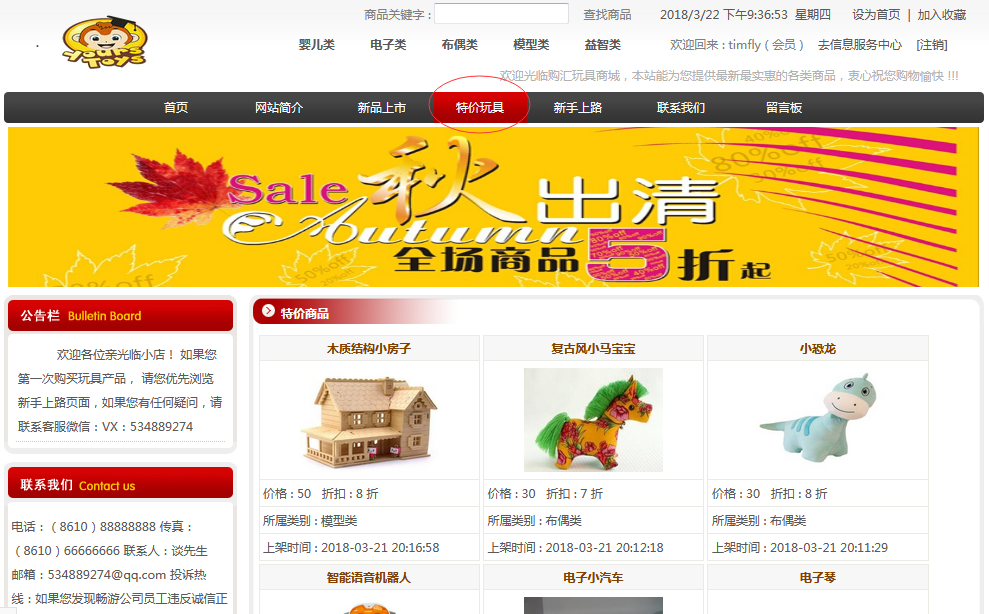 商品关键字： 查找商品 2018/3/22 下午9:36:53 星期四 设为首页 | 加入收藏
Yours Toys
婴儿类 电子类 布偶类 模型类 益智类 欢迎回来：timfly（会员） 去信息服务中心 [注销]
欢迎光临购汇玩具商城，本站能为您提供最新最实惠的各类商品，衷心祝您购物愉快 !!!
首页 网站简介 新品上市 特价玩具 新手上路 联系我们 留言板
Sale 秋 出清
Autumn
全场商品5折起
公告栏 Bulletin Board
欢迎各位亲光临小店！ 如果您
第一次购买玩具产品， 请您优先浏览
新手上路页面，如果您有任何疑问，请
联系客服微信：VX：534889274
联系我们 Contact us
电话：（8610）88888888 传真：
（8610）66666666 联系人：谈先生
邮箱：534889274@qq.com 投诉热
线：如果您发现畅游公司员工违反诚信正
特价商品
木质结构小房子 复古风小马宝宝 小恐龙
价格 : 50 折扣 : 8 折 价格 : 30 折扣 : 7 折 价格 : 30 折扣 : 8 折
所属类别 : 模型类 所属类别 : 布偶类 所属类别 : 布偶类
上架时间 : 2018-03-21 20:16:58 上架时间 : 2018-03-21 20:12:18 上架时间 : 2018-03-21 20:11:29
智能语音机器人 电子小汽车 电子琴